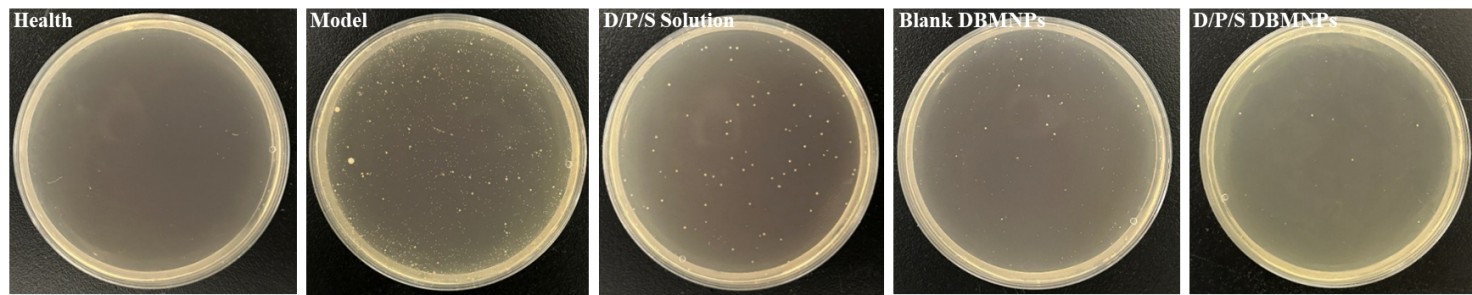 Health
Model
D/P/S Solution
Blank DBMNPs
D/P/S DBMNPs